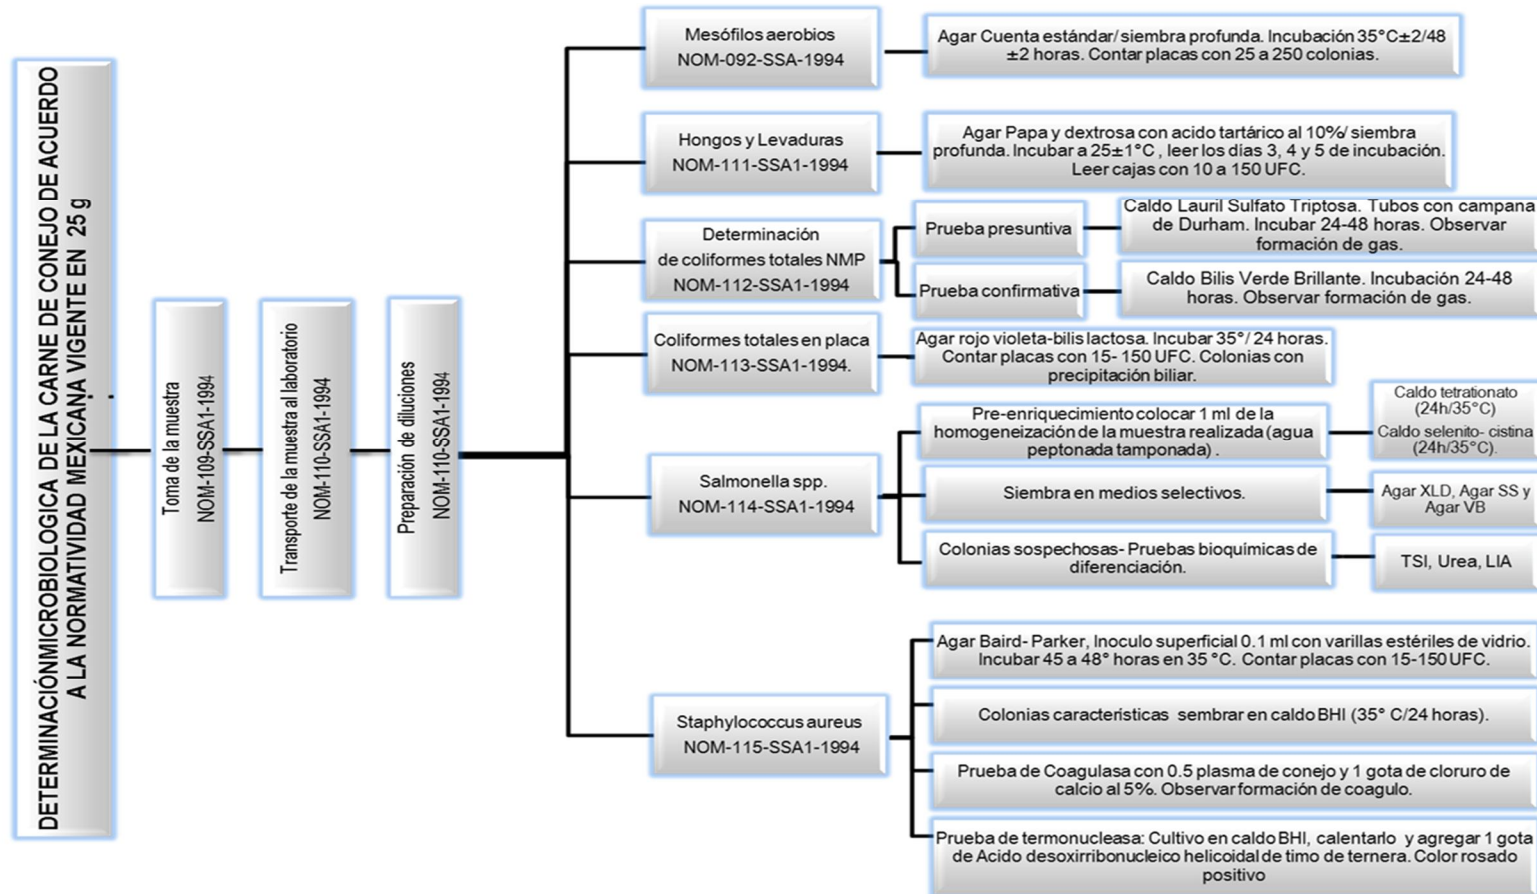 DETERMINACIÓNMICROBIOLOGICA DE LA CARNE DE CONEJO DE ACUERDO
A LA NORMATIVIDAD MEXICANA VIGENTE EN 25 g
Toma de la muestra
NOM-109-SSA1-1994
Transporte de la muestra al laboratorio
NOM-110-SSA1-1994
Preparación de diluciones
NOM-110-SSA1-1994
Mesófilos aerobios
NOM-092-SSA-1994
Agar Cuenta estándar/ siembra profunda. Incubación 35°C±2/48
±2 horas. Contar placas con 25 a 250 colonias.
Hongos y Levaduras
NOM-111-SSA1-1994
Agar Papa y dextrosa con acido tartárico al 10%/ siembra
profunda. Incubar a 25±1°C , leer los días 3, 4 y 5 de incubación.
Leer cajas con 10 a 150 UFC.
Determinación
de coliformes totales NMP
NOM-112-SSA1-1994
Prueba presuntiva
Caldo Lauril Sulfato Triptosa. Tubos con campana
de Durham. Incubar 24-48 horas. Observar
formación de gas.
Prueba confirmativa
Caldo Bilis Verde Brillante. Incubación 24-48
horas. Observar formación de gas.
Coliformes totales en placa
NOM-113-SSA1-1994.
Agar rojo violeta-bilis lactosa. Incubar 35°/ 24 horas.
Contar placas con 15- 150 UFC. Colonias con
precipitación biliar.
Salmonella spp.
NOM-114-SSA1-1994
Pre-enriquecimiento colocar 1 ml de la
homogeneización de la muestra realizada (agua
peptonada tamponada) .
Caldo tetrationato
(24h/35°C)
Caldo selenito- cistina
(24h/35°C).
Siembra en medios selectivos.
Agar XLD, Agar SS y
Agar VB
Colonias sospechosas- Pruebas bioquímicas de
diferenciación.
TSI, Urea, LIA
Staphylococcus aureus
NOM-115-SSA1-1994
Agar Baird- Parker, Inoculo superficial 0.1 ml con varillas estériles de vidrio.
Incubar 45 a 48° horas en 35 °C. Contar placas con 15-150 UFC.
Colonias características sembrar en caldo BHI (35° C/24 horas).
Prueba de Coagulasa con 0.5 plasma de conejo y 1 gota de cloruro de
calcio al 5%. Observar formación de coagulo.
Prueba de termonucleasa: Cultivo en caldo BHI, calentarlo y agregar 1 gota
de Acido desoxirribonucleico helicoidal de timo de ternera. Color rosado
positivo